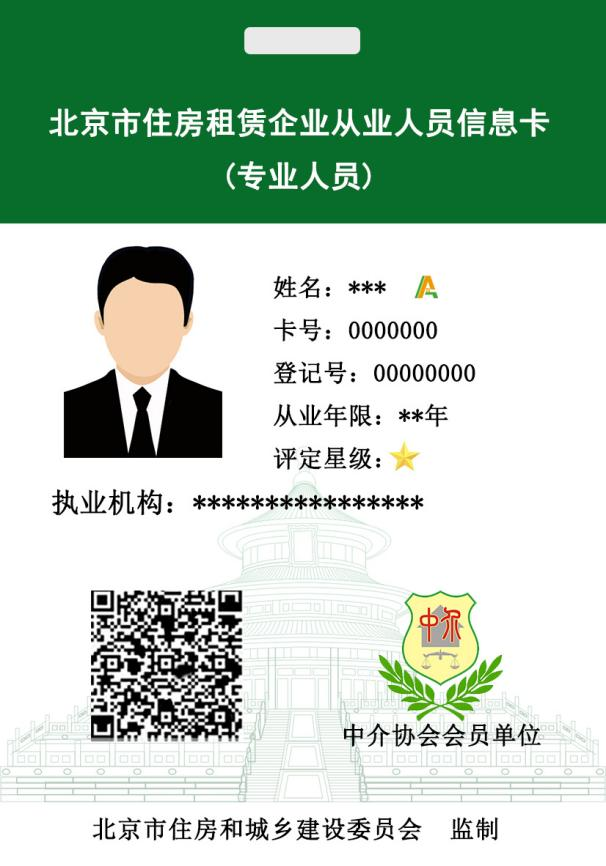 北京市住房租赁企业从业人员信息卡
（专业人员）
姓名：*** A
卡号：0000000
登记号：00000000
从业年限：**年
评定星级：
执业机构：****************
中介
中介协会会员单位
北京市住房和城乡建设委员会 监制